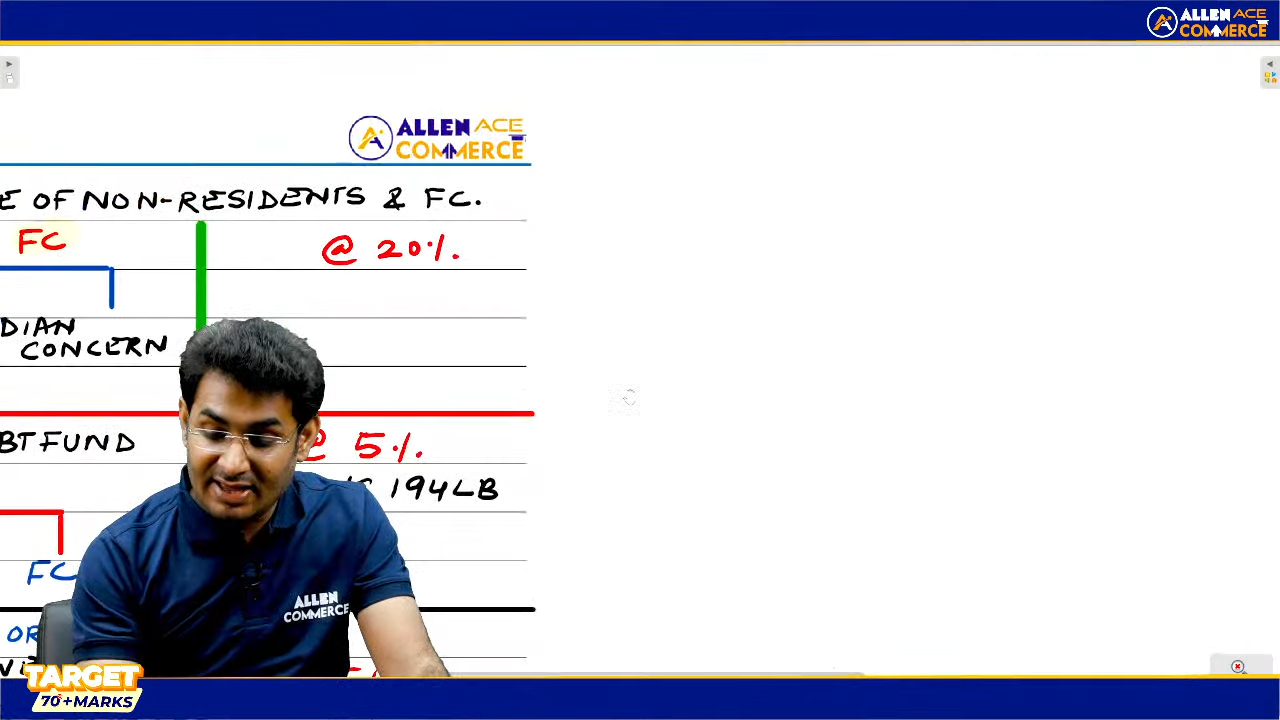 ALLEN ACE
COMMERCE
ALLEN ACE
COMMERCE
E OF NON-RESIDENTS & FC.
FC
@ 20%.
DIAN
CONCERN
BT FUND
@ 5%.
194LB
FC
OR
ALLEN
COMMERCE
TARGET
70+MARKS